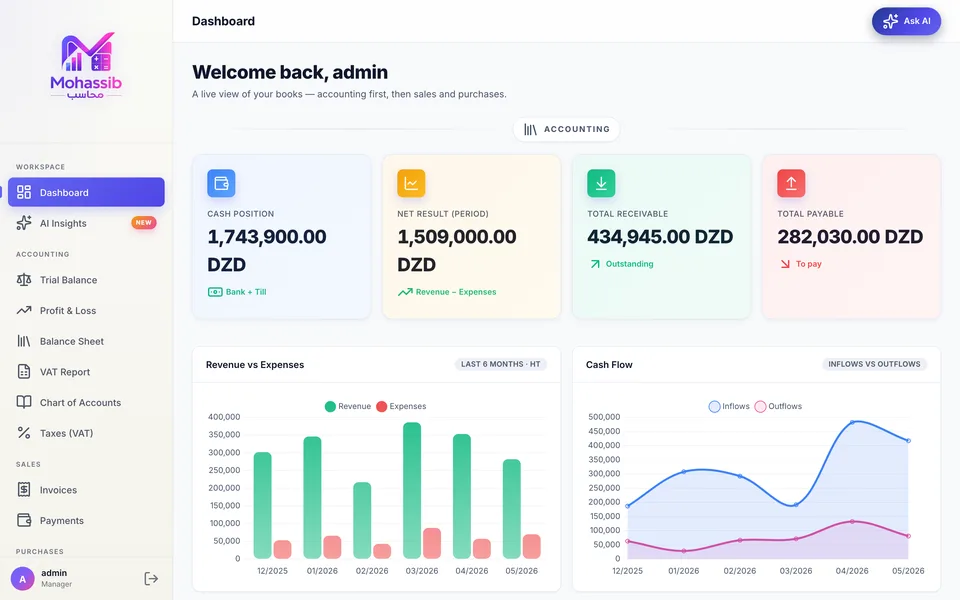 Mohassib
محاسب
WORKSPACE
Dashboard
AI Insights NEW
ACCOUNTING
Trial Balance
Profit & Loss
Balance Sheet
VAT Report
Chart of Accounts
Taxes (VAT)
SALES
Invoices
Payments
PURCHASES
A
admin
Manager
Dashboard
Ask AI
Welcome back, admin
A live view of your books — accounting first, then sales and purchases.
ACCOUNTING
CASH POSITION
1,743,900.00
DZD
Bank + Till
NET RESULT (PERIOD)
1,509,000.00
DZD
Revenue − Expenses
TOTAL RECEIVABLE
434,945.00 DZD
Outstanding
TOTAL PAYABLE
282,030.00 DZD
To pay
Revenue vs Expenses
LAST 6 MONTHS · HT
Revenue Expenses
400,000
350,000
300,000
250,000
200,000
150,000
100,000
50,000
0
12/2025 01/2026 02/2026 03/2026 04/2026 05/2026
Cash Flow
INFLOWS VS OUTFLOWS
Inflows Outflows
500,000
450,000
400,000
350,000
300,000
250,000
200,000
150,000
100,000
50,000
0
12/2025 01/2026 02/2026 03/2026 04/2026 05/2026